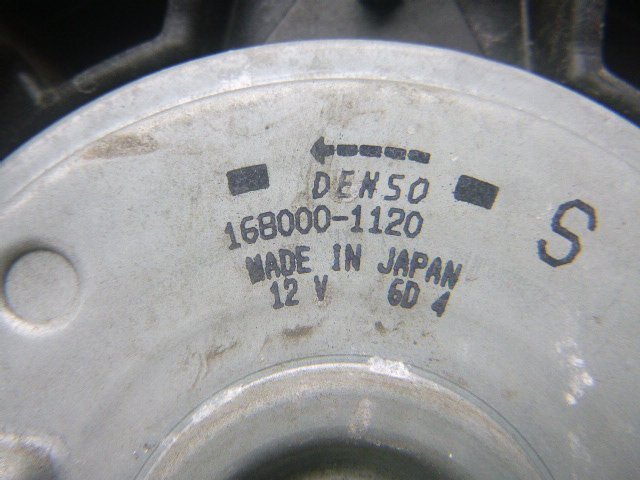 DENSO
168000-1120
S
MADE IN JAPAN
12 V 6D 4